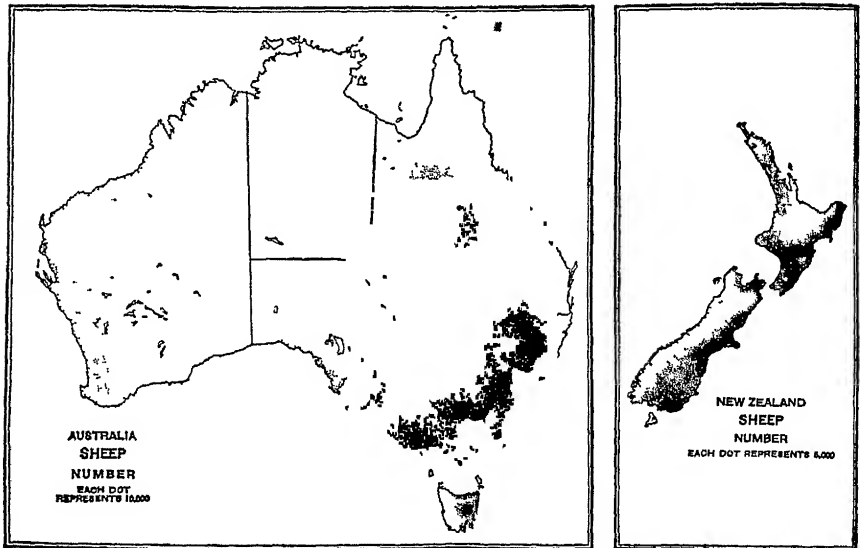 AUSTRALIA
SHEEP
NUMBER
EACH DOT
REPRESENTS 10,000
NEW ZEALAND
SHEEP
NUMBER
EACH DOT REPRESENTS 5,000